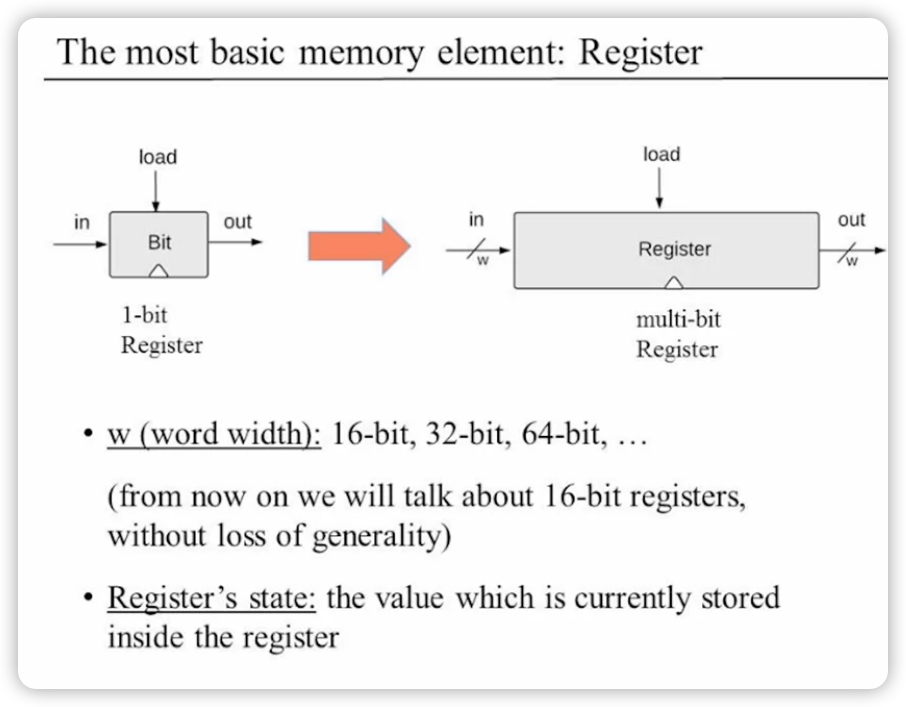 The most basic memory element: Register
load
in
out
Bit
1-bit
Register
load
in
w
out
w
Register
multi-bit
Register
• w (word width): 16-bit, 32-bit, 64-bit, …
(from now on we will talk about 16-bit registers,
without loss of generality)
• Register’s state: the value which is currently stored
inside the register